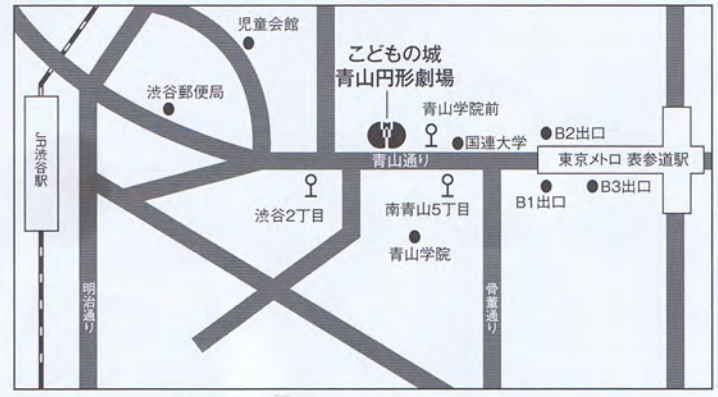 児童会館
こどもの城
青山円形劇場
渋谷郵便局
青山学院前
国連大学
B2出口
JR渋谷駅
青山通り
東京メトロ 表参道駅
渋谷2丁目
南青山5丁目
B1出口
B3出口
青山学院
明治通り
骨董通り